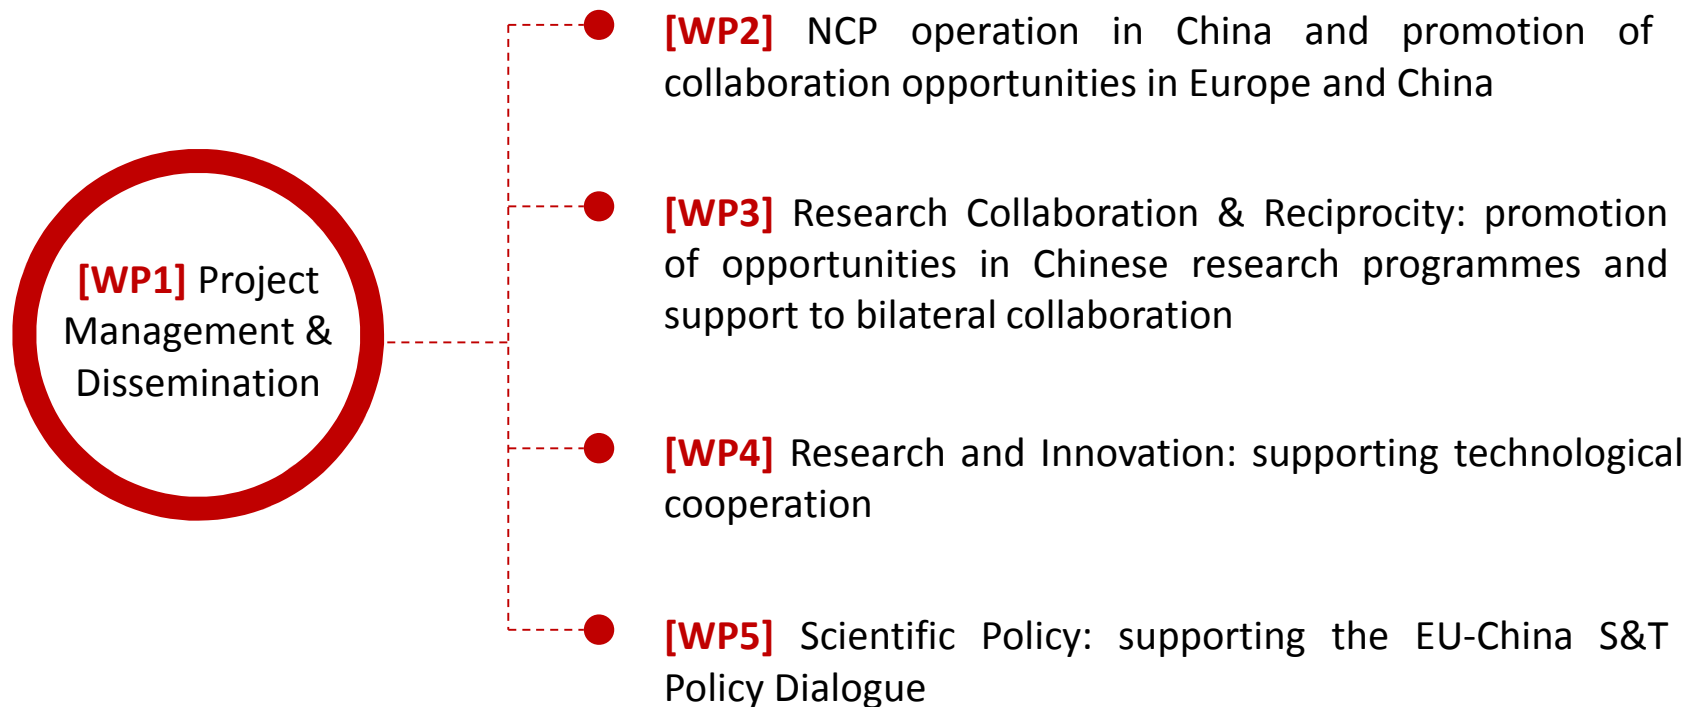 [WP1] Project
Management &
Dissemination
[WP2] NCP operation in China and promotion of
collaboration opportunities in Europe and China
[WP3] Research Collaboration & Reciprocity: promotion
of opportunities in Chinese research programmes and
support to bilateral collaboration
[WP4] Research and Innovation: supporting technological
cooperation
[WP5] Scientific Policy: supporting the EU-China S&T
Policy Dialogue